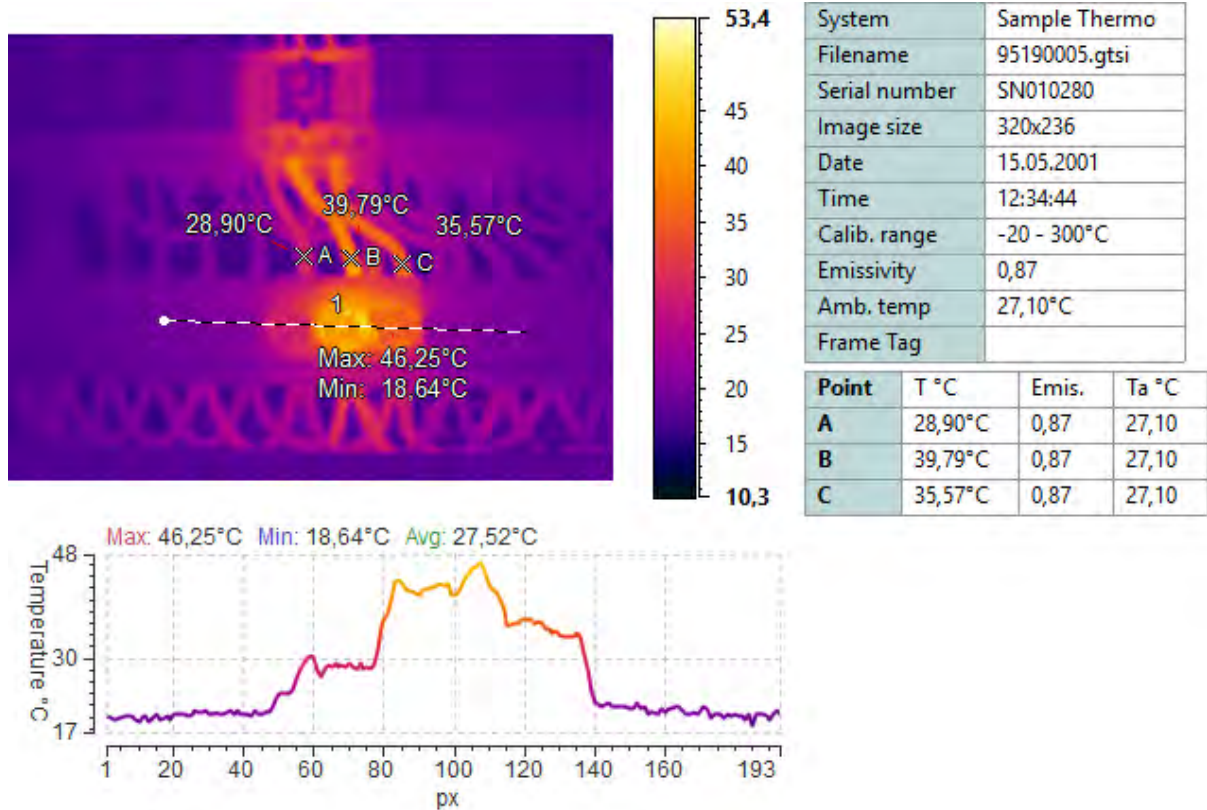 28,90°C
39,79°C
35,57°C
A
B
C
1
Max: 46,25°C
Min: 18,64°C
53,4
45
40
35
30
25
20
15
10,3
System Sample Thermo
Filename 95190005.gtsi
Serial number SN010280
Image size 320x236
Date 15.05.2001
Time 12:34:44
Calib. range -20 - 300°C
Emissivity 0,87
Amb. temp 27,10°C
Frame Tag
Point T °C Emis. Ta °C
A 28,90°C 0,87 27,10
B 39,79°C 0,87 27,10
C 35,57°C 0,87 27,10
Max: 46,25°C Min: 18,64°C Avg: 27,52°C
Temperature °C
48
30
17
1 20 40 60 80 100 120 140 160 193
px